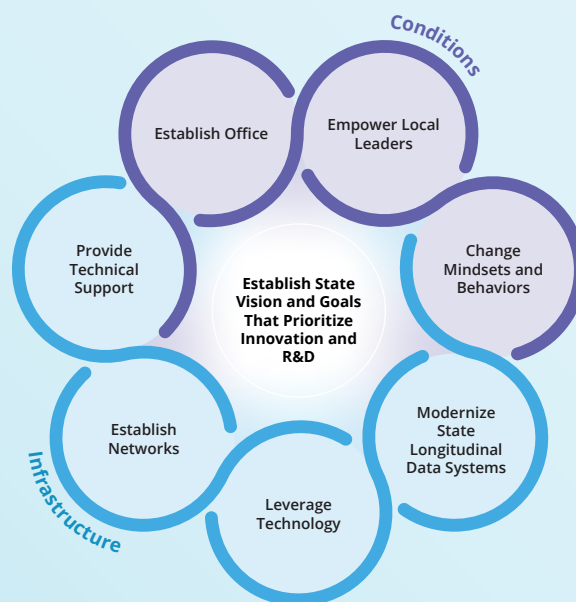 Conditions
Establish Office
Empower Local
Leaders
Change
Mindsets and
Behaviors
Provide
Technical
Support
Establish State
Vision and Goals
That Prioritize
Innovation and
R&D
Modernize
State
Longitudinal
Data Systems
Establish
Networks
Leverage
Technology
Infrastructure